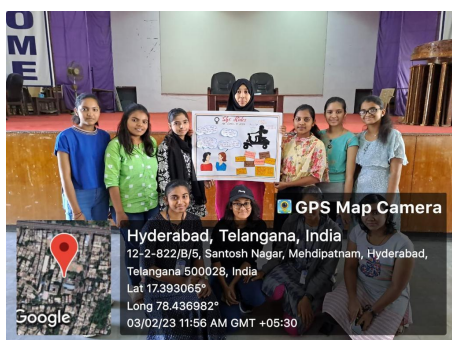 O
M
E
GPS Map Camera
Hyderabad, Telangana, India
12-2-822/B/5, Santosh Nagar, Mehdipatnam, Hyderabad,
Telangana 500028, India
Lat 17.393065°
Long 78.436982°
03/02/23 11:56 AM GMT +05:30
Google